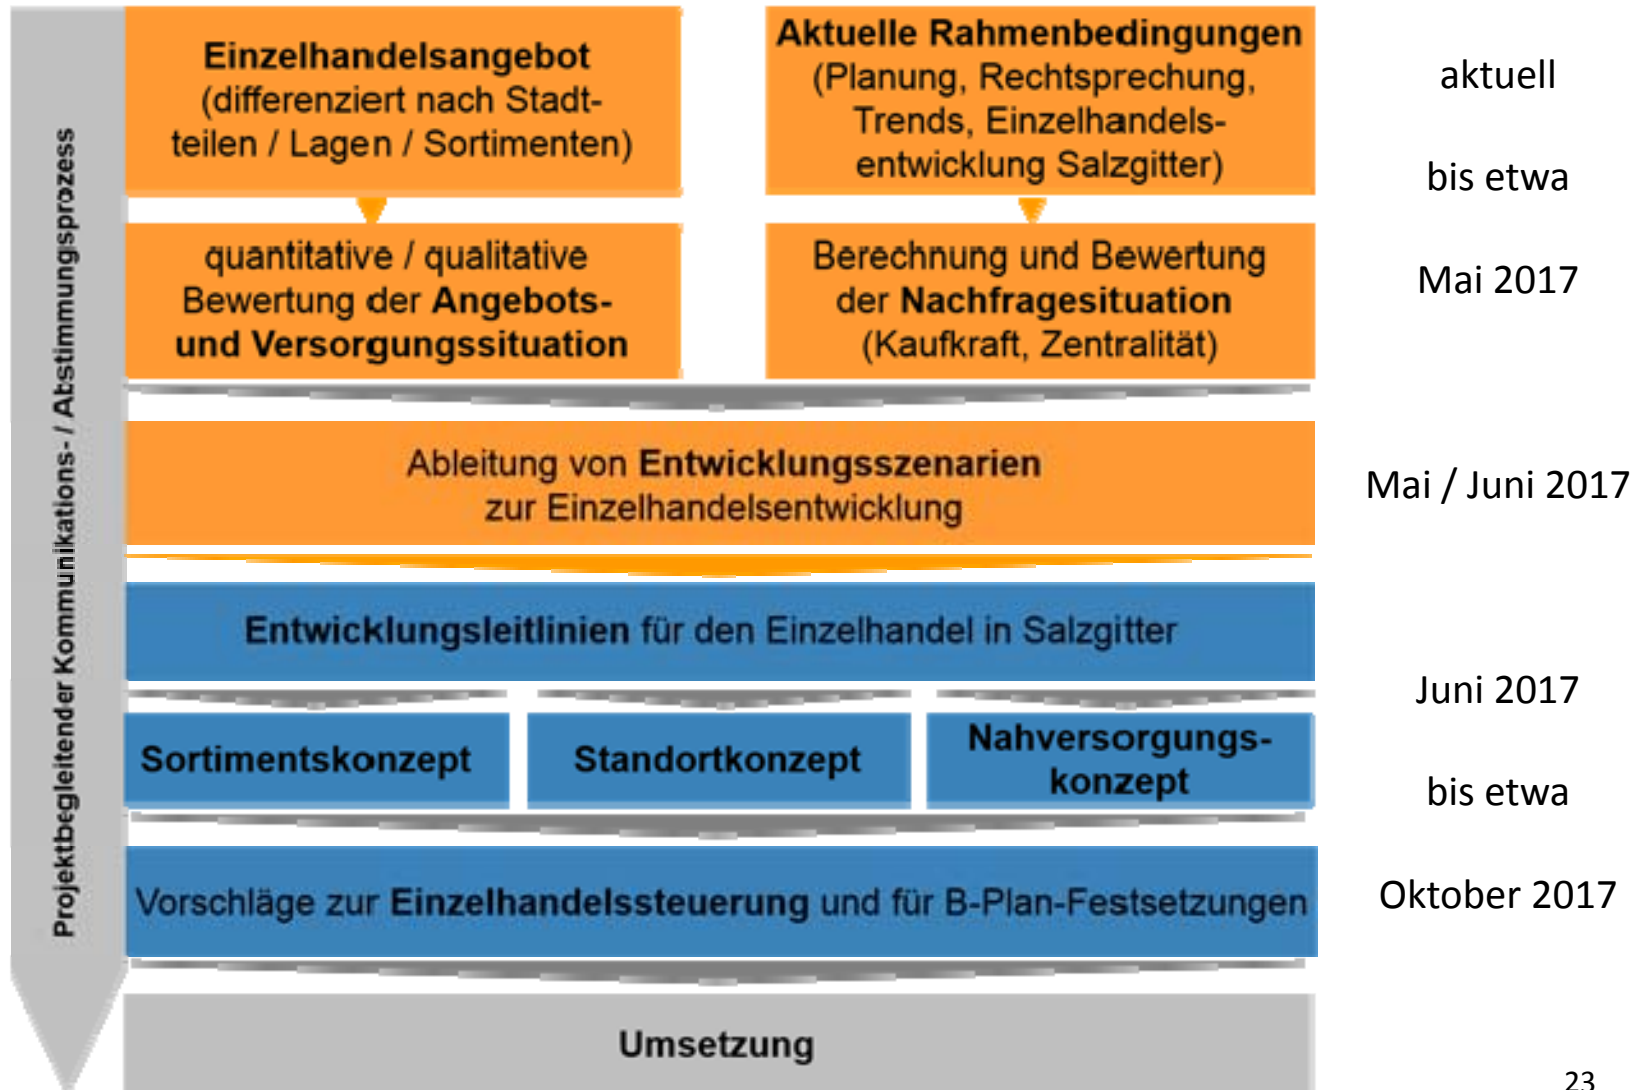 Projektbegleitender Kommunikations- / Abstimmungsprozess
Einzelhandelsangebot
(differenziert nach Stadt-
teilen / Lagen / Sortimenten)
Aktuelle Rahmenbedingungen
(Planung, Rechtsprechung,
Trends, Einzelhandels-
entwicklung Salzgitter)
aktuell
bis etwa
Mai 2017
quantitative / qualitative
Bewertung der Angebots-
und Versorgungssituation
Berechnung und Bewertung
der Nachfragesituation
(Kaufkraft, Zentralität)
Ableitung von Entwicklungsszenarien
zur Einzelhandelsentwicklung
Mai / Juni 2017
Entwicklungsleitlinien für den Einzelhandel in Salzgitter
Sortimentskonzept
Standortkonzept
Nahversorgungs-
konzept
Juni 2017
bis etwa
Oktober 2017
Vorschläge zur Einzelhandelssteuerung und für B-Plan-Festsetzungen
Umsetzung
23